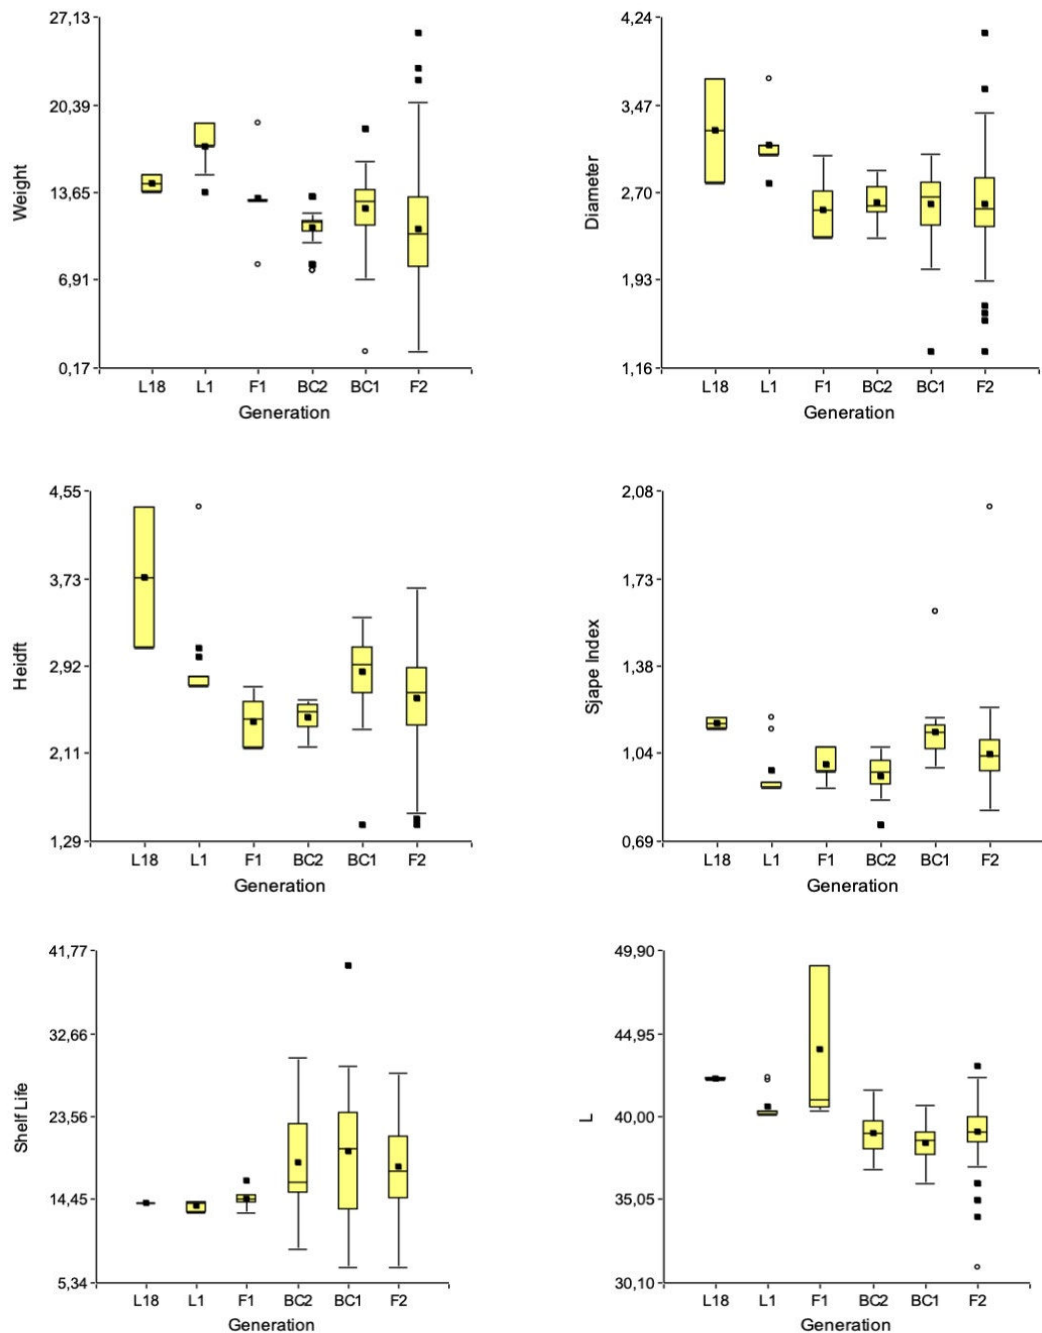 Weight
27,13
20,39
13,65
6,91
0,17
L18 L1 F1 BC2 BC1 F2
Generation
Diameter
4,24
3,47
2,70
1,93
1,16
L18 L1 F1 BC2 BC1 F2
Generation
Heidft
4,55
3,73
2,92
2,11
1,29
L18 L1 F1 BC2 BC1 F2
Generation
Sjape Index
2,08
1,73
1,38
1,04
0,69
L18 L1 F1 BC2 BC1 F2
Generation
Shelf Life
41,77
32,66
23,56
14,45
5,34
L18 L1 F1 BC2 BC1 F2
Generation
L
49,90
44,95
40,00
35,05
30,10
L18 L1 F1 BC2 BC1 F2
Generation